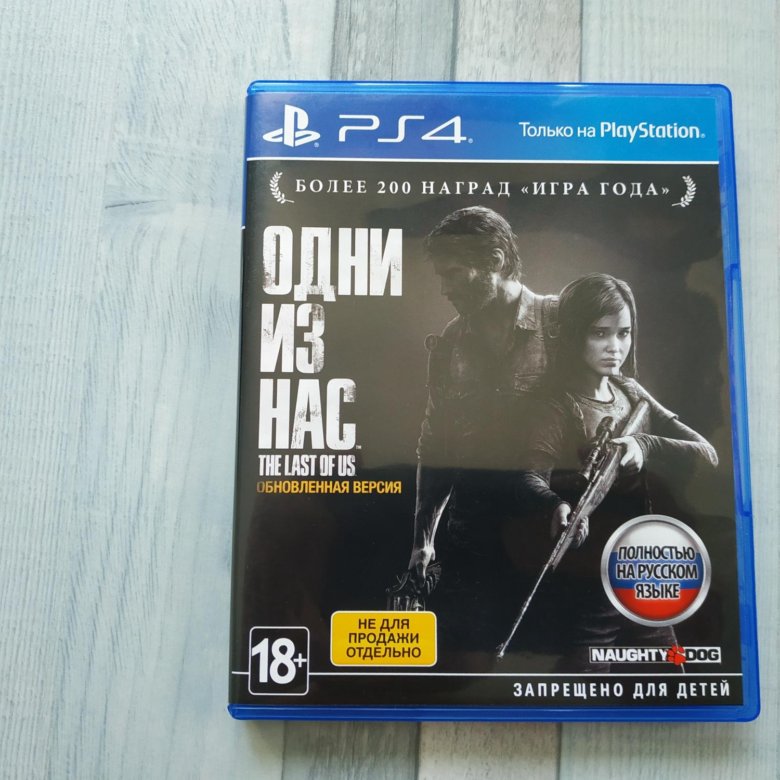 PS4
Только на PlayStation®
БОЛЕЕ 200 НАГРАД «ИГРА ГОДА»
ОДНИ
ИЗ
НАС™
THE LAST OF US
ОБНОВЛЕННАЯ ВЕРСИЯ
ПОЛНОСТЬЮ
НА РУССКОМ
ЯЗЫКЕ
НЕ ДЛЯ
ПРОДАЖИ
ОТДЕЛЬНО
18+
NAUGHTY DOG
ЗАПРЕЩЕНО ДЛЯ ДЕТЕЙ